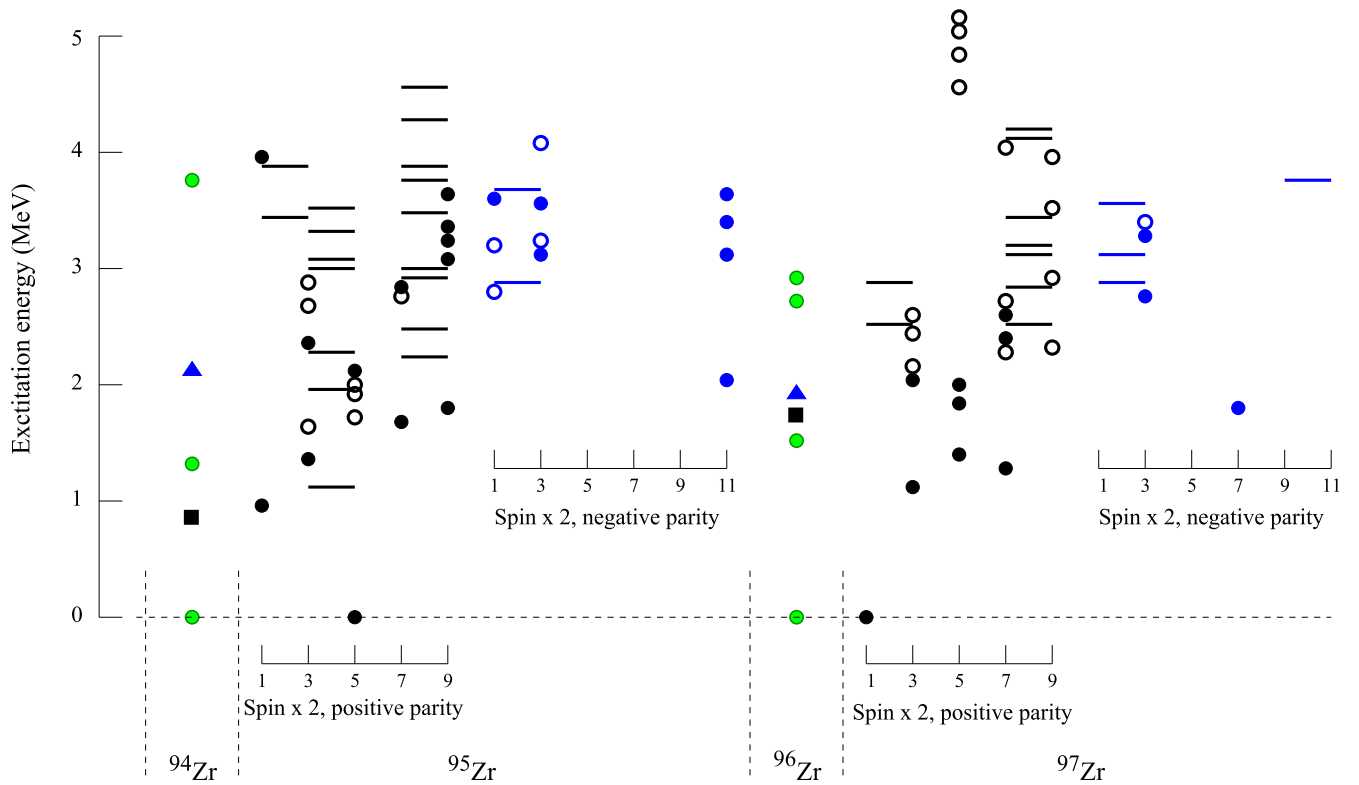 Exctitation energy (MeV)
5
4
3
2
1
0
1 3 5 7 9 11
Spin x 2, negative parity
1 3 5 7 9 11
Spin x 2, negative parity
1 3 5 7 9
Spin x 2, positive parity
1 3 5 7 9
Spin x 2, positive parity
94Zr
95Zr
96Zr
97Zr